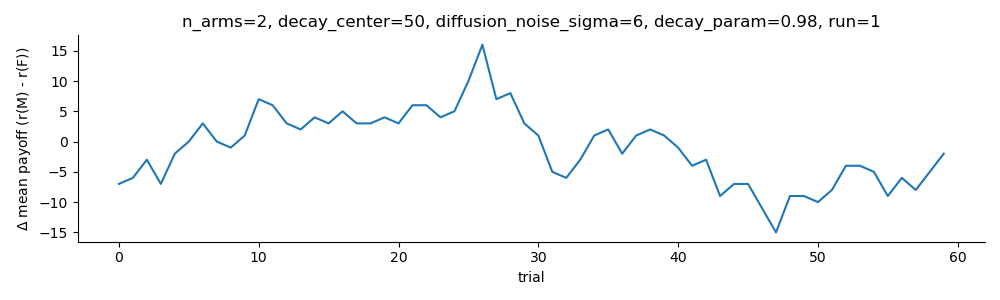 n_arms=2, decay_center=50, diffusion_noise_sigma=6, decay_param=0.98, run=1
Δ mean payoff (r(M) - r(F))
15
10
5
0
−5
−10
−15
0 10 20 30 40 50 60
trial